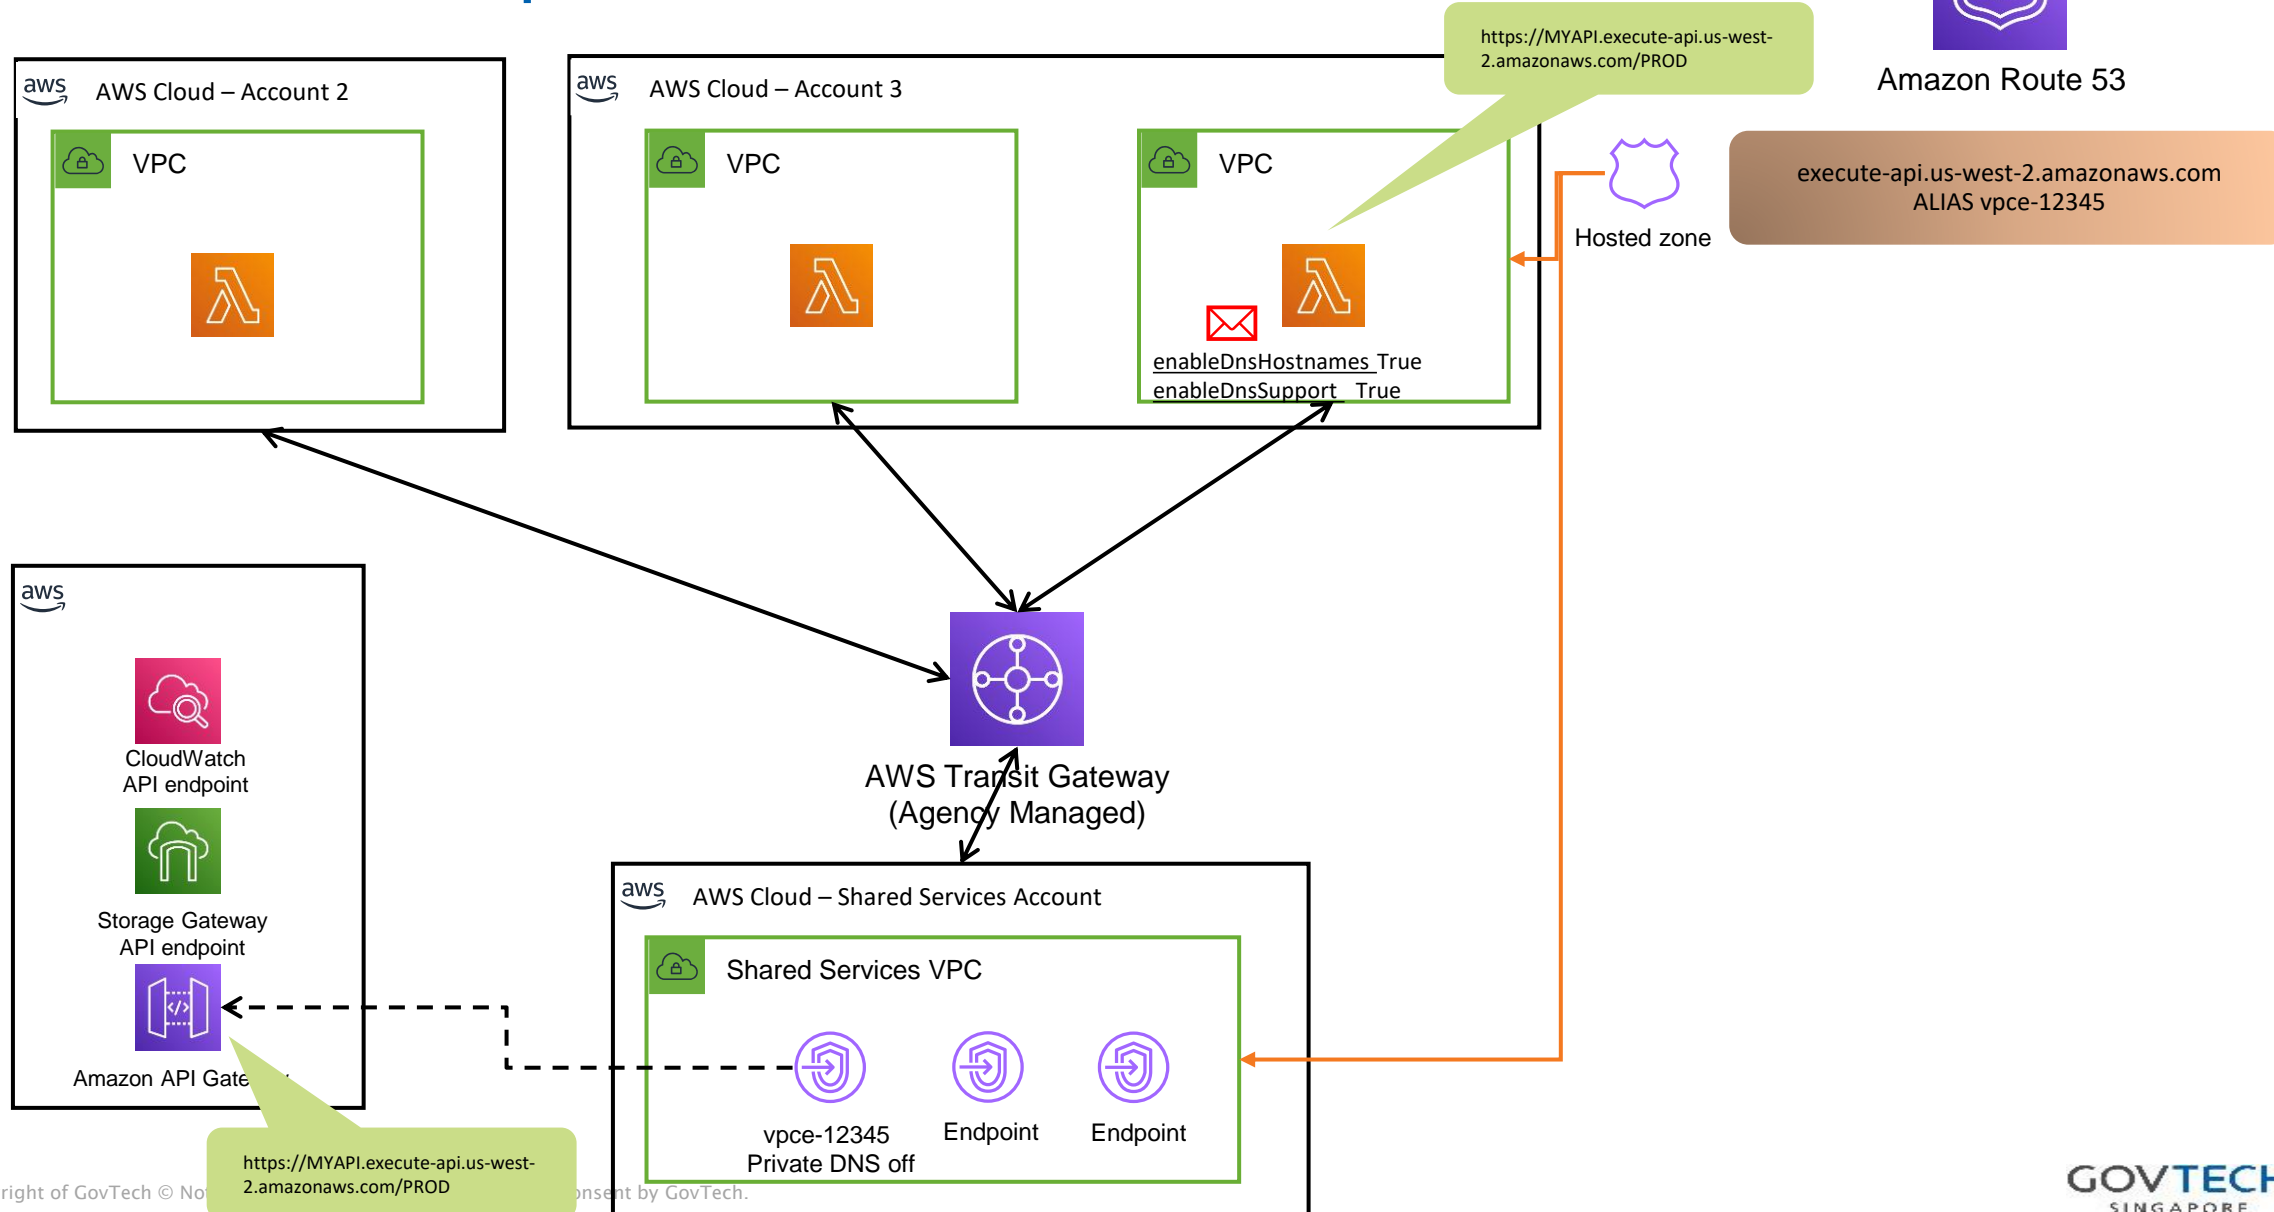 https://MYAPI.execute-api.us-west-
2.amazonaws.com/PROD
Amazon Route 53
aws
AWS Cloud – Account 2
aws
AWS Cloud – Account 3
VPC
VPC
VPC
execute-api.us-west-2.amazonaws.com
ALIAS vpce-12345
Hosted zone
enableDnsHostnames True
enableDnsSupport True
aws
CloudWatch
API endpoint
Storage Gateway
API endpoint
Amazon API
AWS Transit Gateway
(Agency Managed)
aws
AWS Cloud – Shared Services Account
Shared Services VPC
vpce-12345
Private DNS off
Endpoint
Endpoint
https://MYAPI.execute-api.us-west-
2.amazonaws.com/PROD
right of GovTech ©
by GovTech.
GOVTECH
SINGAPORE